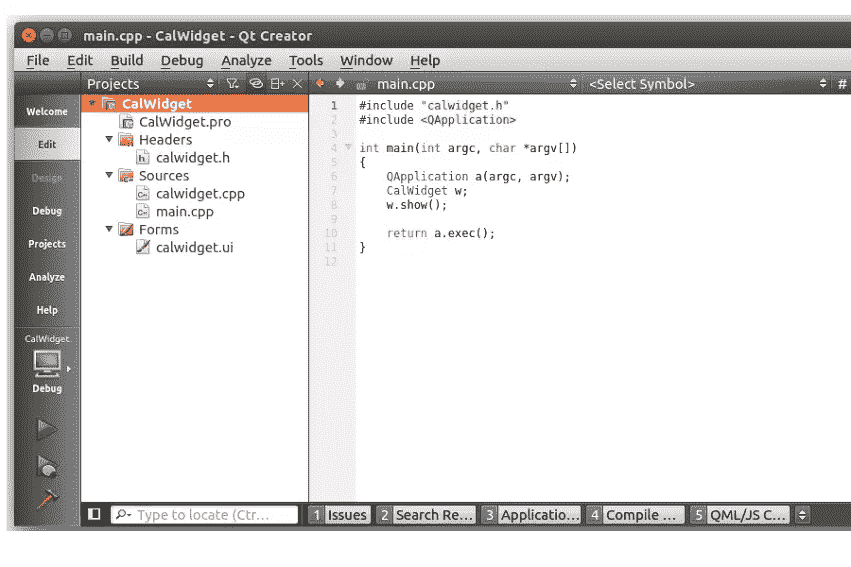 main.cpp - CalWidget - Qt Creator
File Edit Build Debug Analyze Tools Window Help
Projects
main.cpp
<Select Symbol>
#
Welcome
Edit
Design
Debug
Projects
Analyze
Help
CalWidget
Debug
CalWidget
CalWidget.pro
Headers
calwidget.h
Sources
calwidget.cpp
main.cpp
Forms
calwidget.ui
1 #include "calwidget.h"
2 #include <QApplication>
3
4 int main(int argc, char *argv[])
5 {
6 QApplication a(argc, argv);
7 CalWidget w;
8 w.show();
9
10 return a.exec();
11 }
12
Type to locate (Ctr...
1 Issues 2 Search Re... 3 Applicatio... 4 Compile ... 5 QML/JS C...